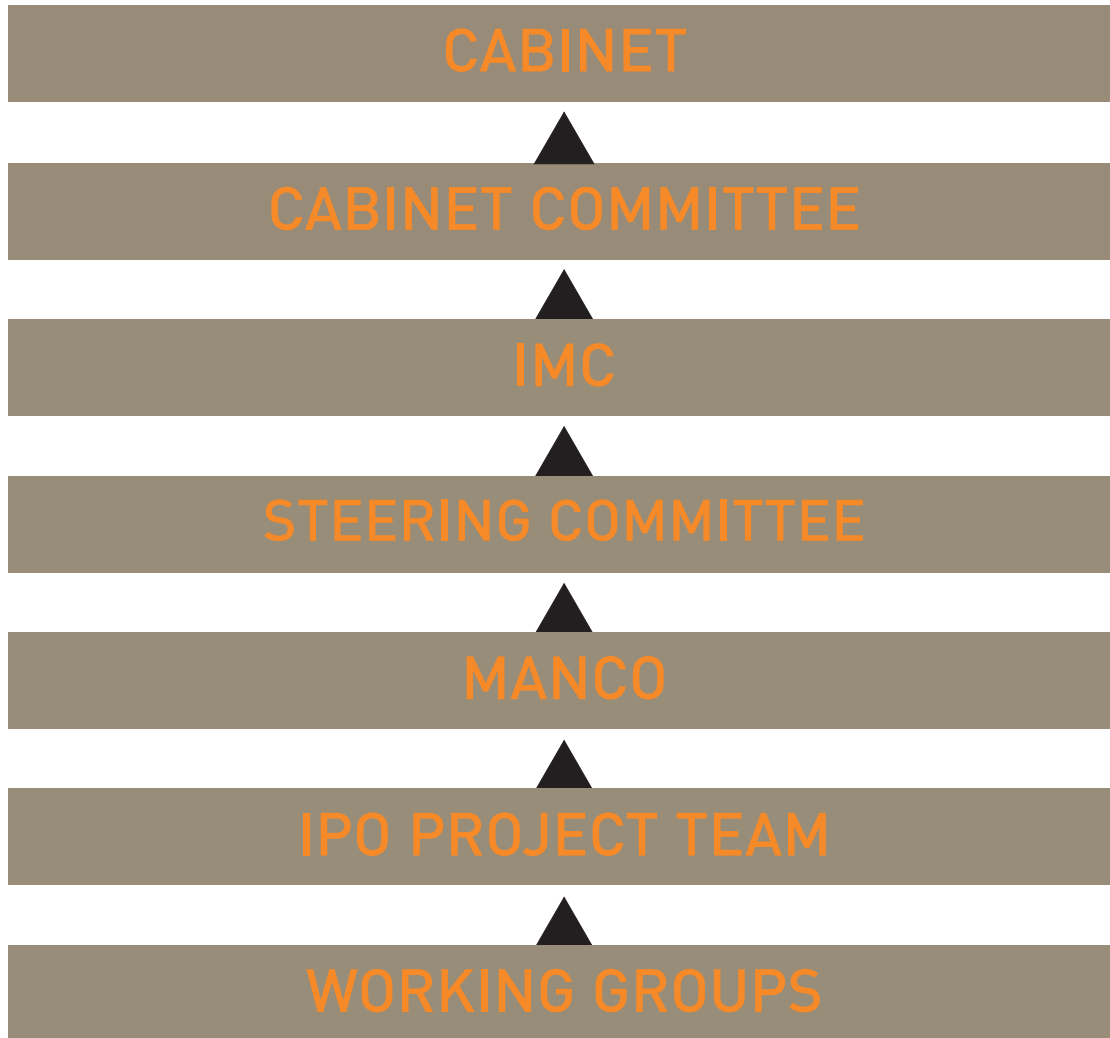 CABINET
CABINET COMMITTEE
IMC
STEERING COMMITTEE
MANCO
IPO PROJECT TEAM
WORKING GROUPS